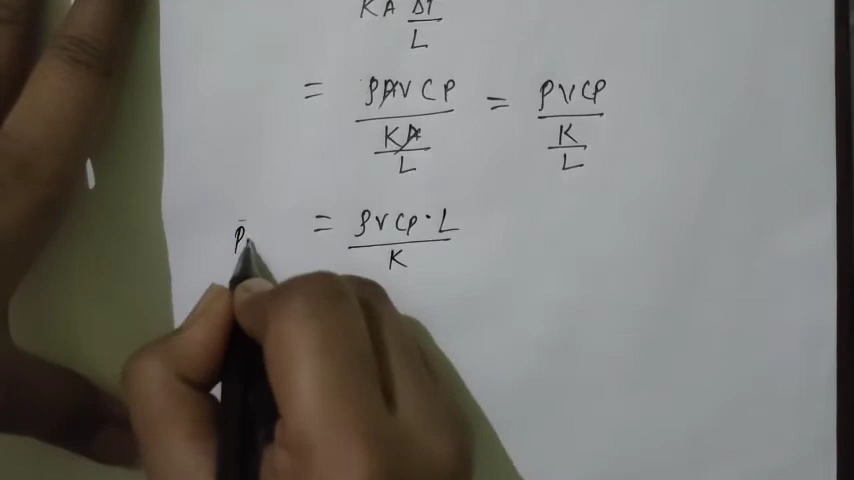 KA ΔT
L
= ρAVCP = ρVCP
KA K
L L
P = ρVCP·L
K